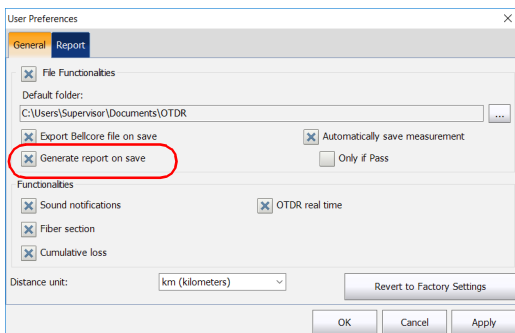 User Preferences
General Report
File Functionalities
Default folder:
C:\Users\Supervisor\Documents\OTDR ...
Export Bellcore file on save Automatically save measurement
Generate report on save Only if Pass
Functionalities
Sound notifications OTDR real time
Fiber section
Cumulative loss
Distance unit: km (kilometers) Revert to Factory Settings
OK Cancel Apply